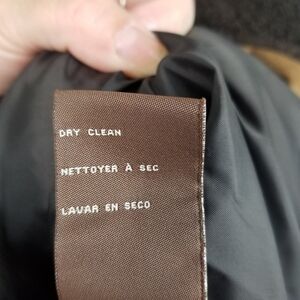 DRY CLEAN
NETTOYER À SEC
LAVAR EN SECO